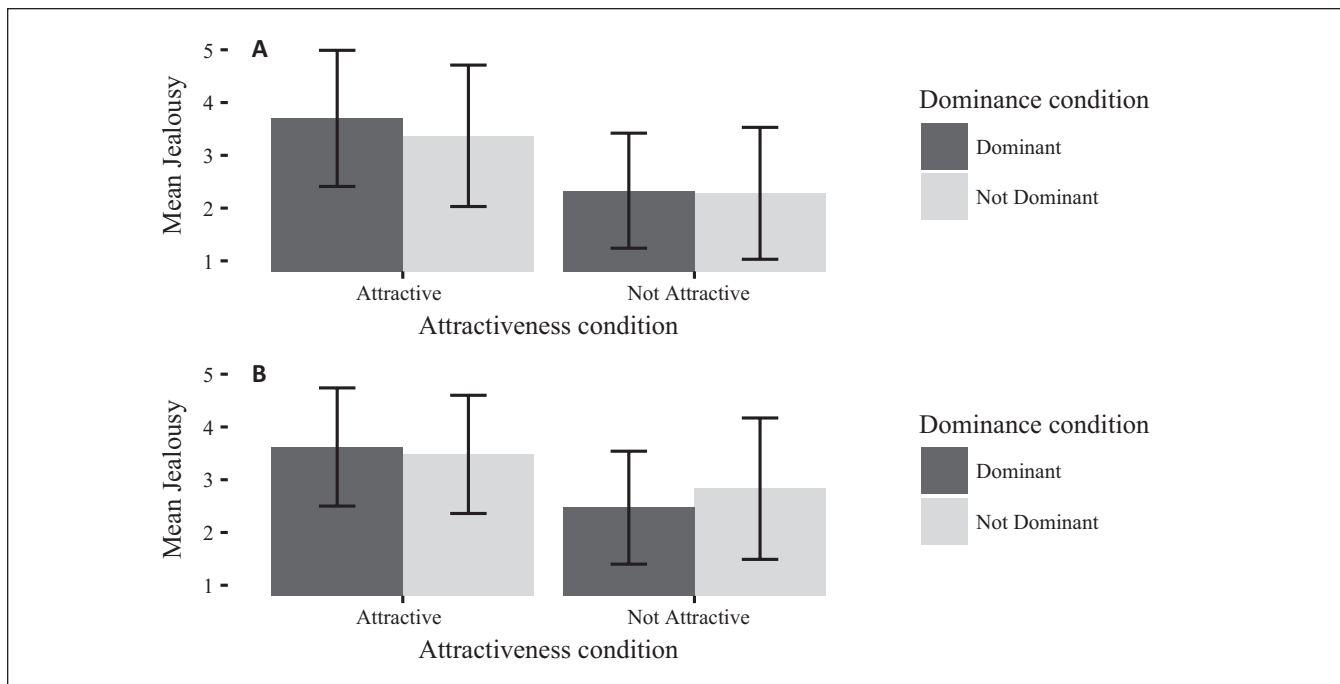 A
Mean Jealousy
5
4
3
2
1
Attractive
Not Attractive
Attractiveness condition
Dominance condition
Dominant
Not Dominant
B
Mean Jealousy
5
4
3
2
1
Attractive
Not Attractive
Attractiveness condition
Dominance condition
Dominant
Not Dominant